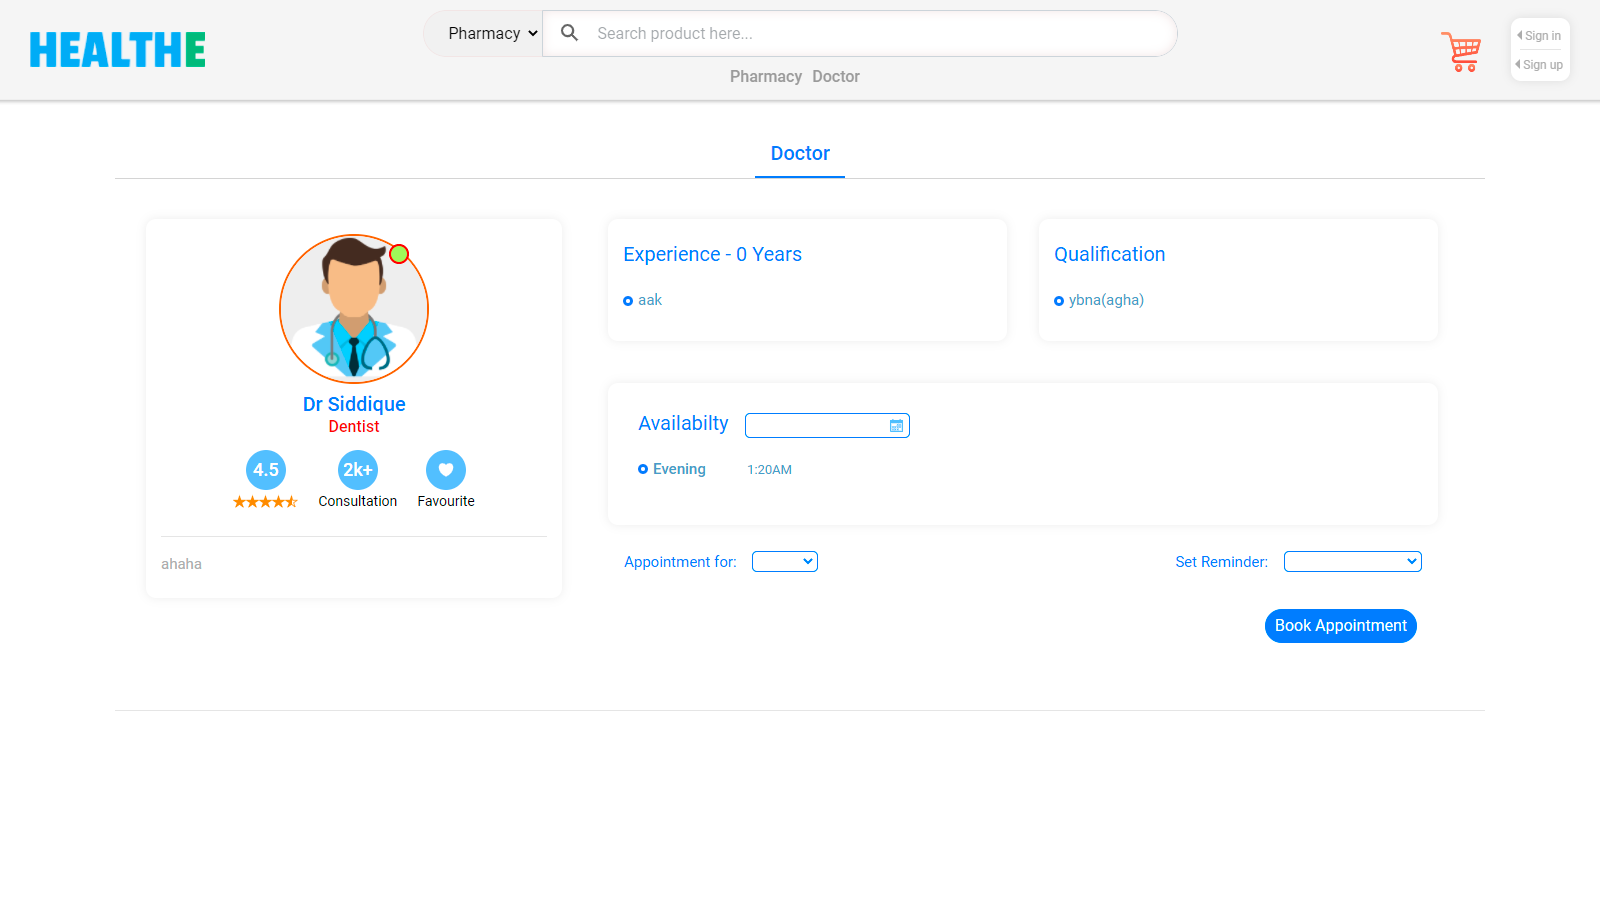 HEALTHE
Pharmacy
Search product here...
Pharmacy Doctor
Sign in
Sign up
Doctor
Dr Siddique
Dentist
4.5
2k+
Consultation
Favourite
ahaha
Experience - 0 Years
aak
Qualification
ybna(agha)
Availabilty
Evening 1:20AM
Appointment for:
Set Reminder:
Book Appointment